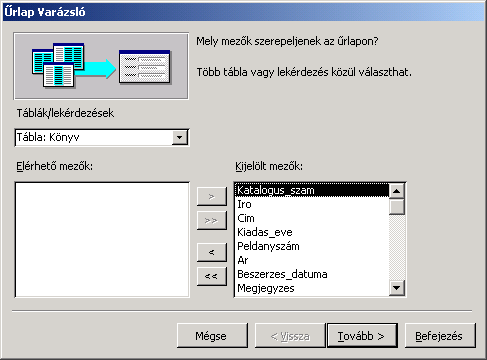 Űrlap Varázsló
Mely mezők szerepeljenek az űrlapon?
Több tábla vagy lekérdezés közül választhat.
Táblák/lekérdezések
Tábla: Könyv
Elérhető mezők:
Kijelölt mezők:
Katalogus_szam
Iro
Cim
Kiadas_eve
Peldanyszám
Ar
Beszerzes_datuma
Megjegyzes
>
>>
<
<<
Mégse
< Vissza
Tovább >
Befejezés